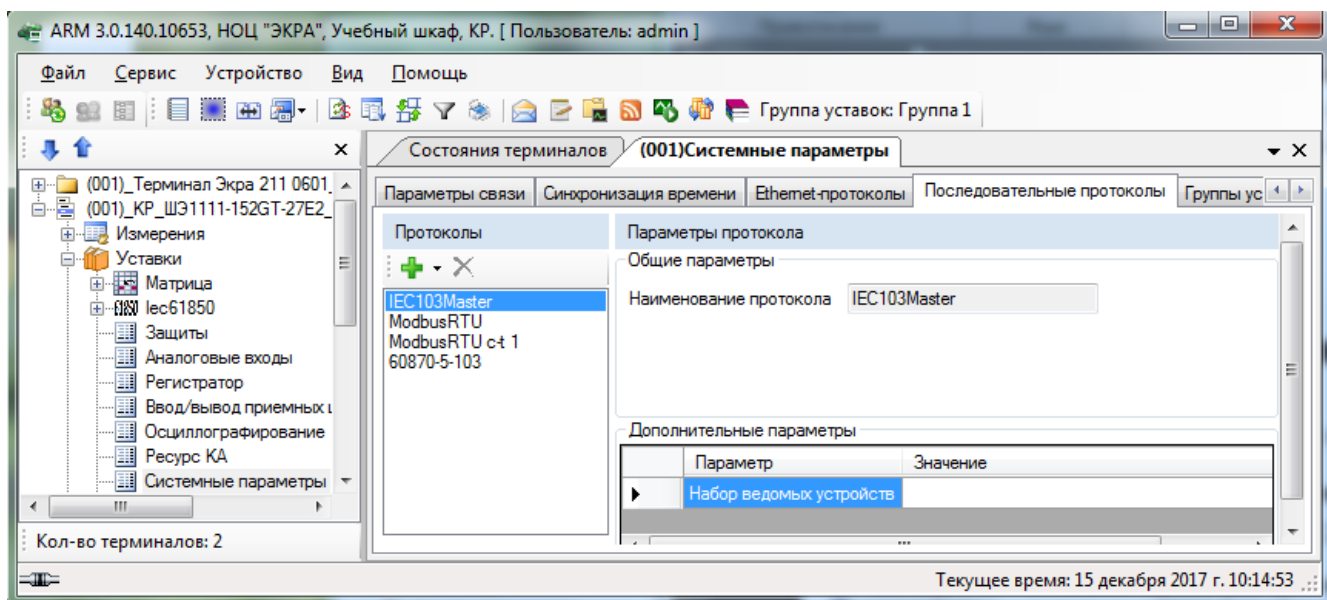 ARM 3.0.140.10653, НОЦ "ЭКРА", Учебный шкаф, КР. [ Пользователь: admin ]
Файл Сервис Устройство Вид Помощь
Группа уставок: Группа 1
Состояния терминалов (001)Системные параметры
(001)_Терминал Экра 211 0601_
(001)_КР_ШЭ1111-152GT-27E2_
Измерения
Уставки
Матрица
61850 Iec61850
Защиты
Аналоговые входы
Регистратор
Ввод/вывод приемных
Осциллографирование
Ресурс КА
Системные параметры
Кол-во терминалов: 2
Параметры связи Синхронизация времени Ethernet-протоколы Последовательные протоколы Группы ус
Протоколы
IEC103Master
ModbusRTU
ModbusRTU c-t 1
60870-5-103
Параметры протокола
Общие параметры
Наименование протокола IEC103Master
Дополнительные параметры
Параметр Значение
Набор ведомых устройств
Текущее время: 15 декабря 2017 г. 10:14:53